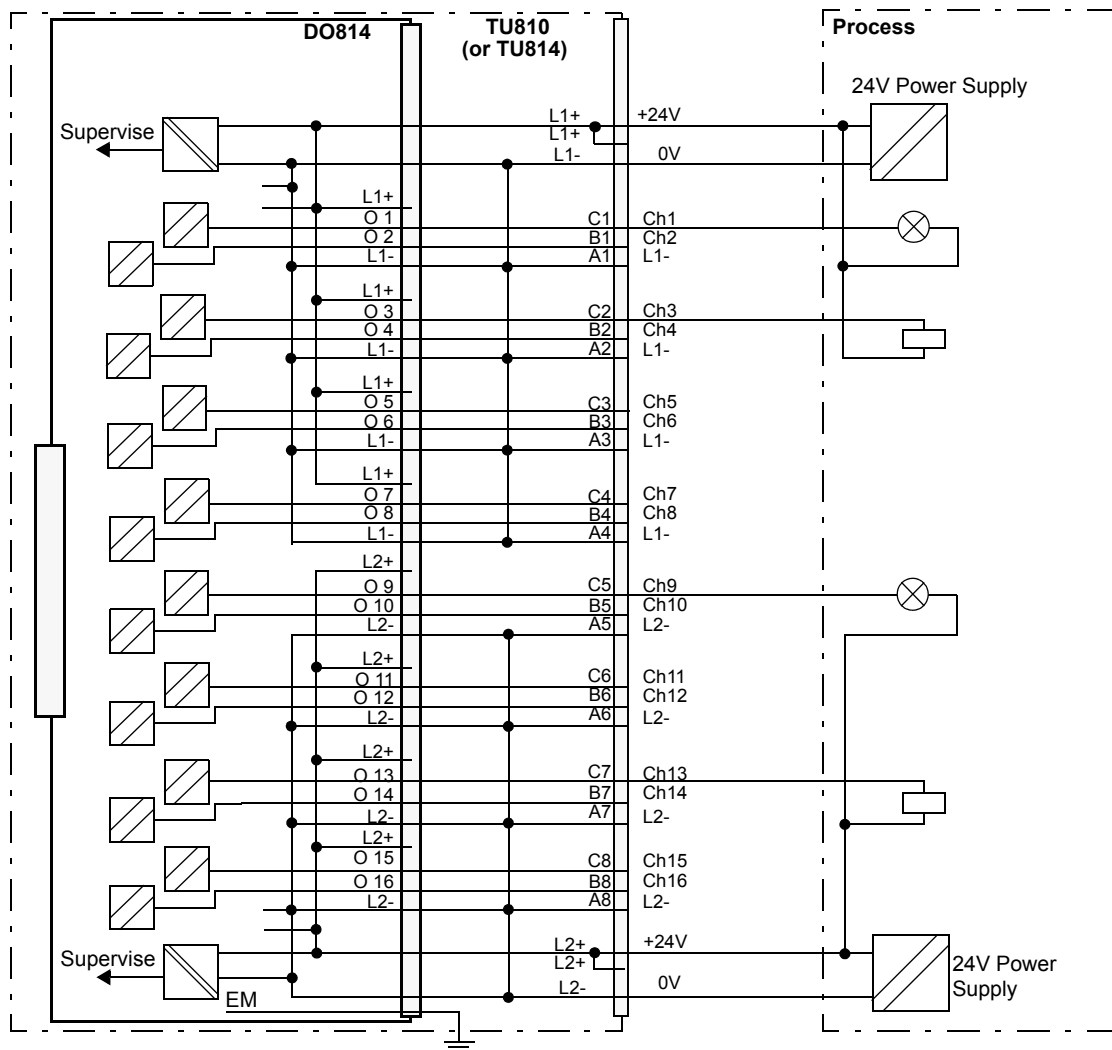 DO814
TU810
(or TU814)
Process
24V Power Supply
Supervise
L1+
L1+
L1-
+24V
0V
L1+
O 1
O 2
L1-
C1
B1
A1
Ch1
Ch2
L1-
L1+
O 3
O 4
L1-
C2
B2
A2
Ch3
Ch4
L1-
L1+
O 5
O 6
L1-
C3
B3
A3
Ch5
Ch6
L1-
L1+
O 7
O 8
L1-
C4
B4
A4
Ch7
Ch8
L1-
L2+
O 9
O 10
L2-
C5
B5
A5
Ch9
Ch10
L2-
L2+
O 11
O 12
L2-
C6
B6
A6
Ch11
Ch12
L2-
L2+
O 13
O 14
L2-
C7
B7
A7
Ch13
Ch14
L2-
L2+
O 15
O 16
L2-
C8
B8
A8
Ch15
Ch16
L2-
Supervise
L2+
L2+
L2-
+24V
0V
24V Power
Supply
EM